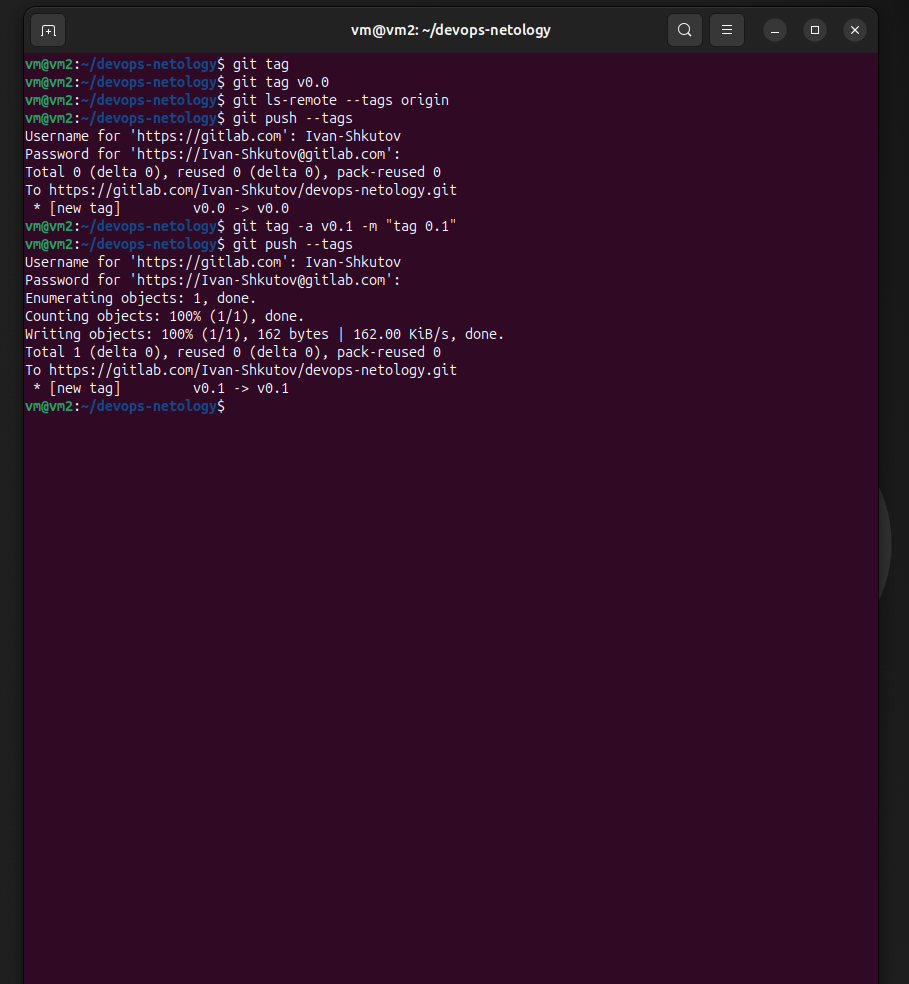 vm@vm2: ~/devops-netology
vm@vm2:~/devops-netology$ git tag
vm@vm2:~/devops-netology$ git tag v0.0
vm@vm2:~/devops-netology$ git ls-remote --tags origin
vm@vm2:~/devops-netology$ git push --tags
Username for 'https://gitlab.com': Ivan-Shkutov
Password for 'https://Ivan-Shkutov@gitlab.com':
Total 0 (delta 0), reused 0 (delta 0), pack-reused 0
To https://gitlab.com/Ivan-Shkutov/devops-netology.git
 * [new tag]         v0.0 -> v0.0
vm@vm2:~/devops-netology$ git tag -a v0.1 -m "tag 0.1"
vm@vm2:~/devops-netology$ git push --tags
Username for 'https://gitlab.com': Ivan-Shkutov
Password for 'https://Ivan-Shkutov@gitlab.com':
Enumerating objects: 1, done.
Counting objects: 100% (1/1), done.
Writing objects: 100% (1/1), 162 bytes | 162.00 KiB/s, done.
Total 1 (delta 0), reused 0 (delta 0), pack-reused 0
To https://gitlab.com/Ivan-Shkutov/devops-netology.git
 * [new tag]         v0.1 -> v0.1
vm@vm2:~/devops-netology$